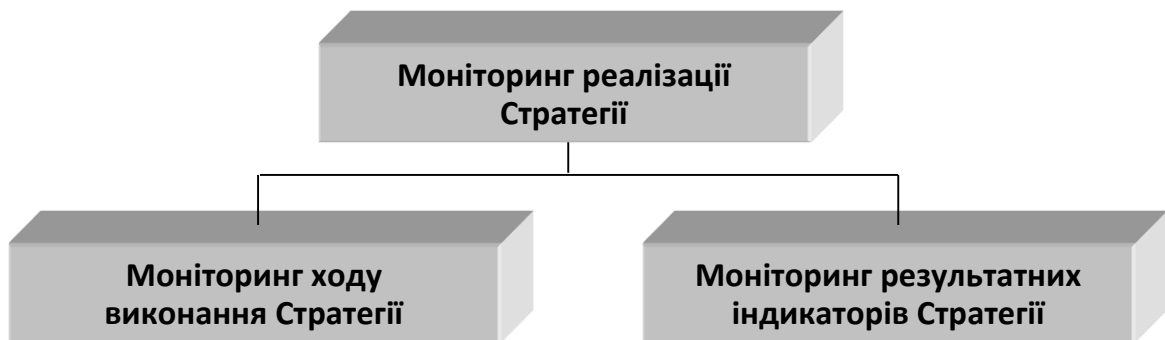 Моніторинг реалізації
Стратегії
Моніторинг ходу
виконання Стратегії
Моніторинг результатних
індикаторів Стратегії